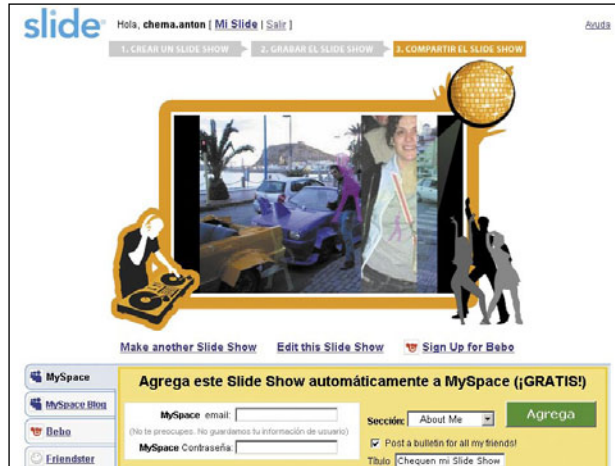 slide Hola, chema.anton [ Mi Slide | Salir ] Ayuda
1. CREAR UN SLIDE SHOW 2. GRABAR EL SLIDE SHOW 3. COMPARTIR EL SLIDE SHOW
Make another Slide Show Edit this Slide Show Sign Up for Bebo
MySpace
MySpace Blog
Bebo
Friendster
Agrega este Slide Show automáticamente a MySpace (¡GRATIS!)
MySpace email:
(No te preocupes. No guardamos tu información de usuario)
MySpace Contraseña:
Sección: About Me
Agrega
Post a bulletin for all my friends!
Título Chequen mi Slide Show